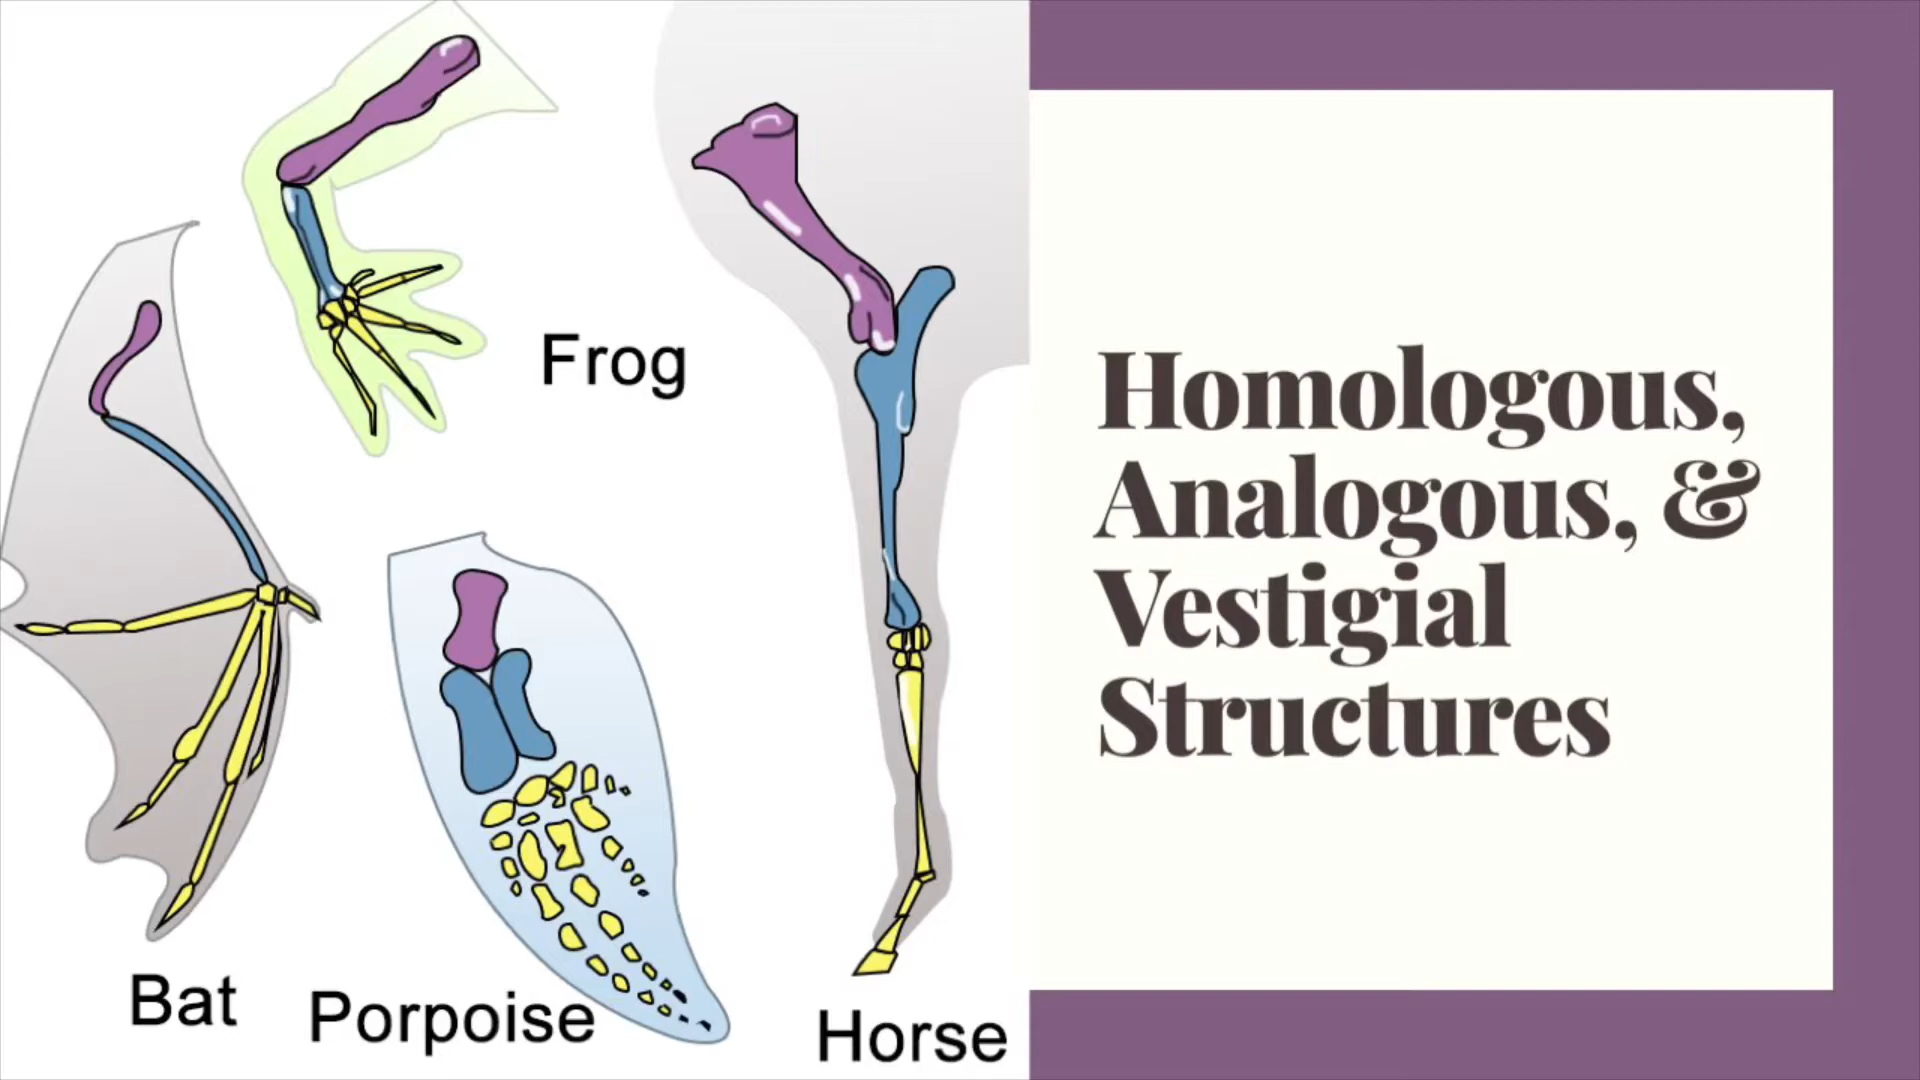 Frog
Bat
Porpoise
Horse
Homologous,
Analogous, &
Vestigial
Structures